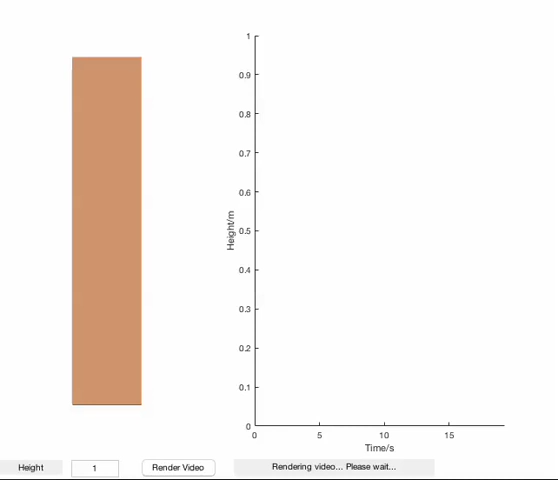 1
0.9
0.8
0.7
0.6
0.5
0.4
0.3
0.2
0.1
0
Height/m
0 5 10 15
Time/s
Height 1 Render Video Rendering video... Please wait...